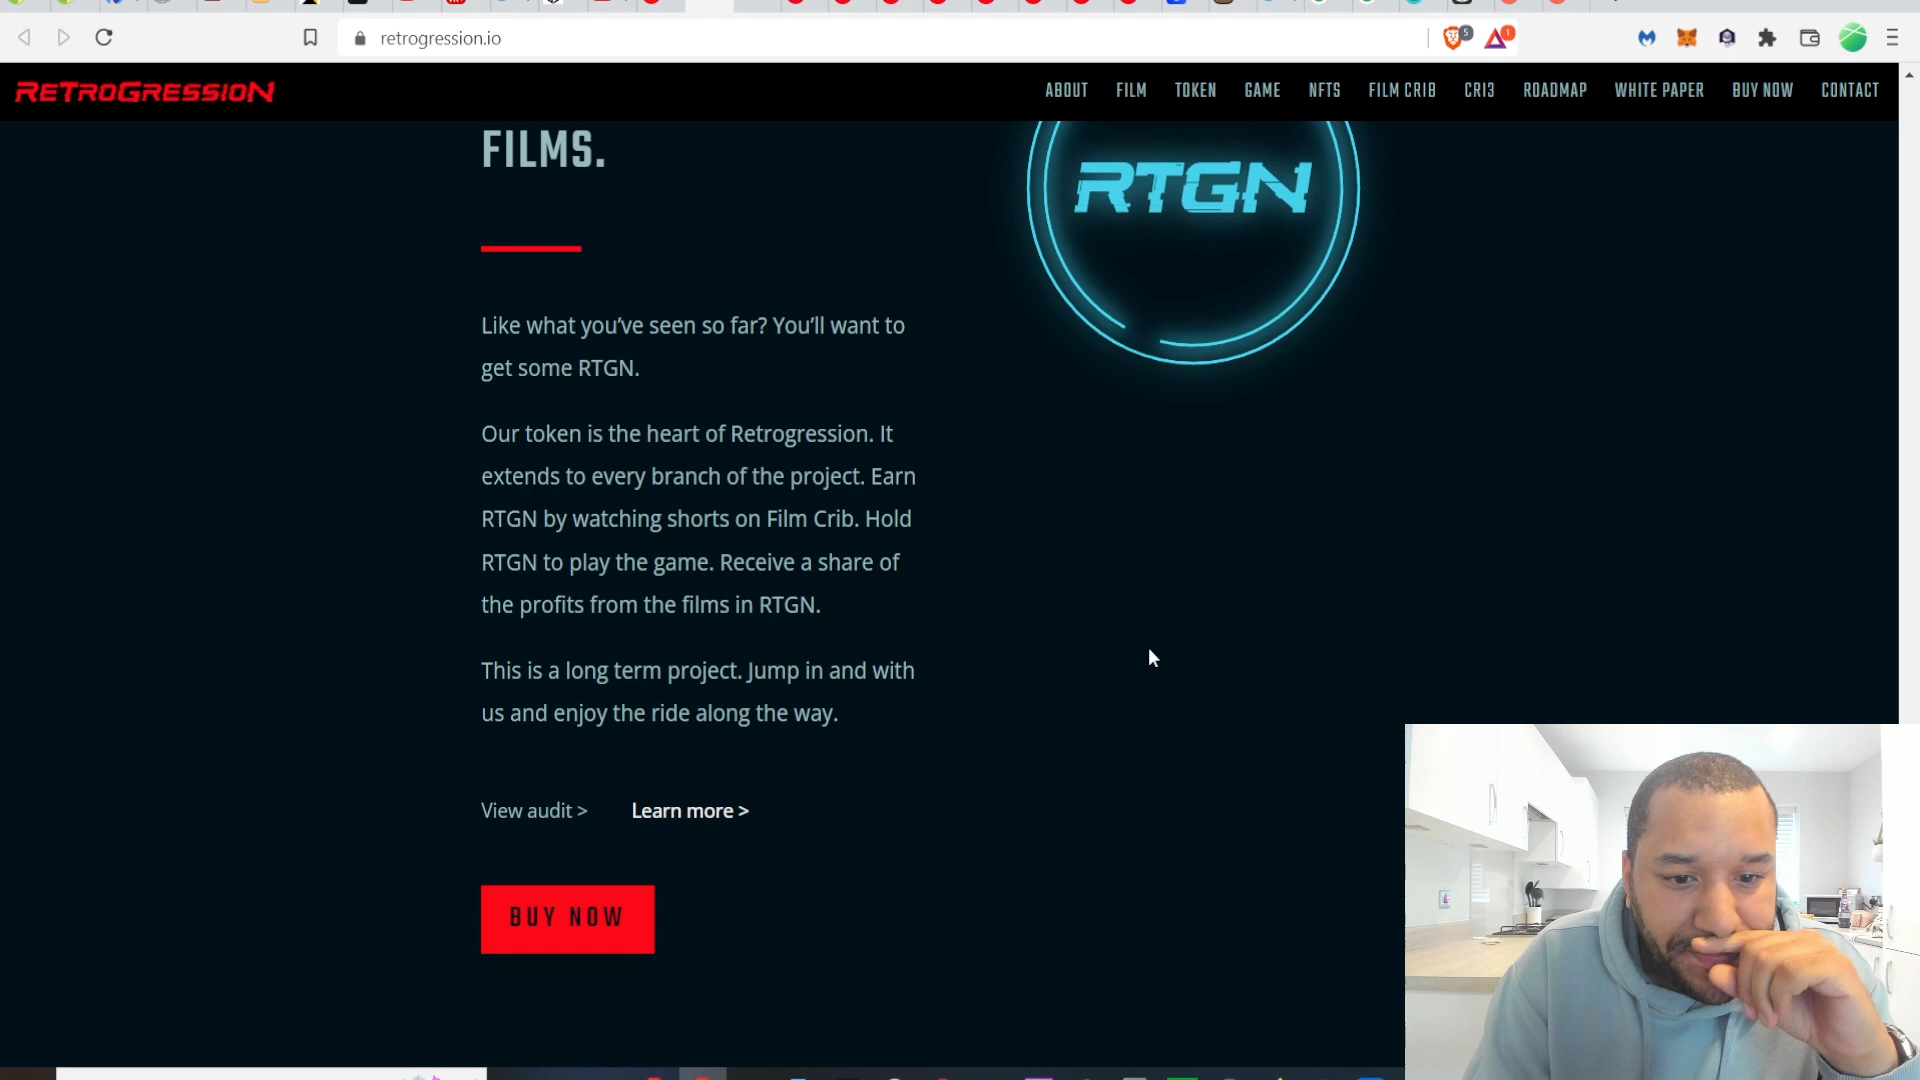 retrogression.io
5
1
RETROGRESSION
ABOUT FILM TOKEN GAME NFTS FILM CRIB CRI3 ROADMAP WHITE PAPER BUY NOW CONTACT
FILMS.
RTGN
Like what you’ve seen so far? You’ll want to
get some RTGN.
Our token is the heart of Retrogression. It
extends to every branch of the project. Earn
RTGN by watching shorts on Film Crib. Hold
RTGN to play the game. Receive a share of
the profits from the films in RTGN.
This is a long term project. Jump in and with
us and enjoy the ride along the way.
View audit > Learn more >
BUY NOW